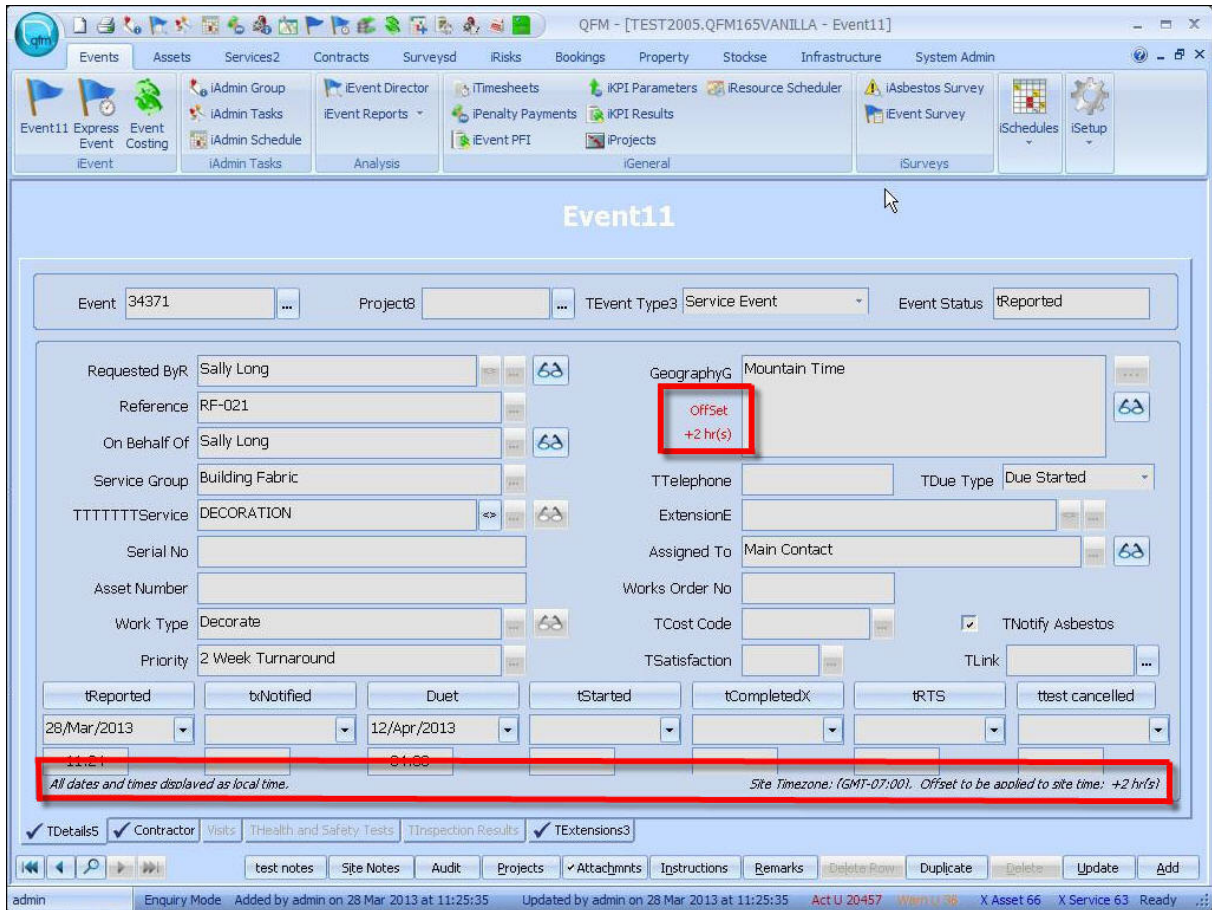 qfm
QFM - [TEST2005.QFM165VANILLA - Event11]
Events Assets Services2 Contracts Surveysd iRisks Bookings Property Stockse Infrastructure System Admin
Event11
Express Event
Event Costing
iAdmin Group
iAdmin Tasks
iAdmin Schedule
iEvent Director
iEvent Reports
iTimesheets
iPenalty Payments
iEvent PFI
iKPI Parameters
iKPI Results
iProjects
iResource Scheduler
iAsbestos Survey
iEvent Survey
iSchedules
iSetup
iEvent iAdmin Tasks Analysis iGeneral iSurveys
Event11
Event 34371 ... Project8 ... TEvent Type3 Service Event Event Status tReported
Requested ByR Sally Long
Reference RF-021
On Behalf Of Sally Long
Service Group Building Fabric
TTTTTTTService DECORATION <>
Serial No
Asset Number
Work Type Decorate
Priority 2 Week Turnaround
GeographyG Mountain Time
OffSet
+2 hr(s)
TTelephone TDue Type Due Started
ExtensionE
Assigned To Main Contact
Works Order No
TCost Code TNotify Asbestos
TSatisfaction TLink ...
tReported txNotified Duet tStarted tCompletedX tRTS ttest cancelled
28/Mar/2013 12/Apr/2013
All dates and times displayed as local time. Site Timezone: (GMT-07:00). Offset to be applied to site time: +2 hr(s)
TDetails5 Contractor Visits THealth and Safety Tests TInspection Results TExtensions3
test notes Site Notes Audit Projects Attachmnts Instructions Remarks Delete Row Duplicate Delete Update Add
admin Enquiry Mode Added by admin on 28 Mar 2013 at 11:25:35 Updated by admin on 28 Mar 2013 at 11:25:35 Act U 20457 Warn U 38 X Asset 66 X Service 63 Ready